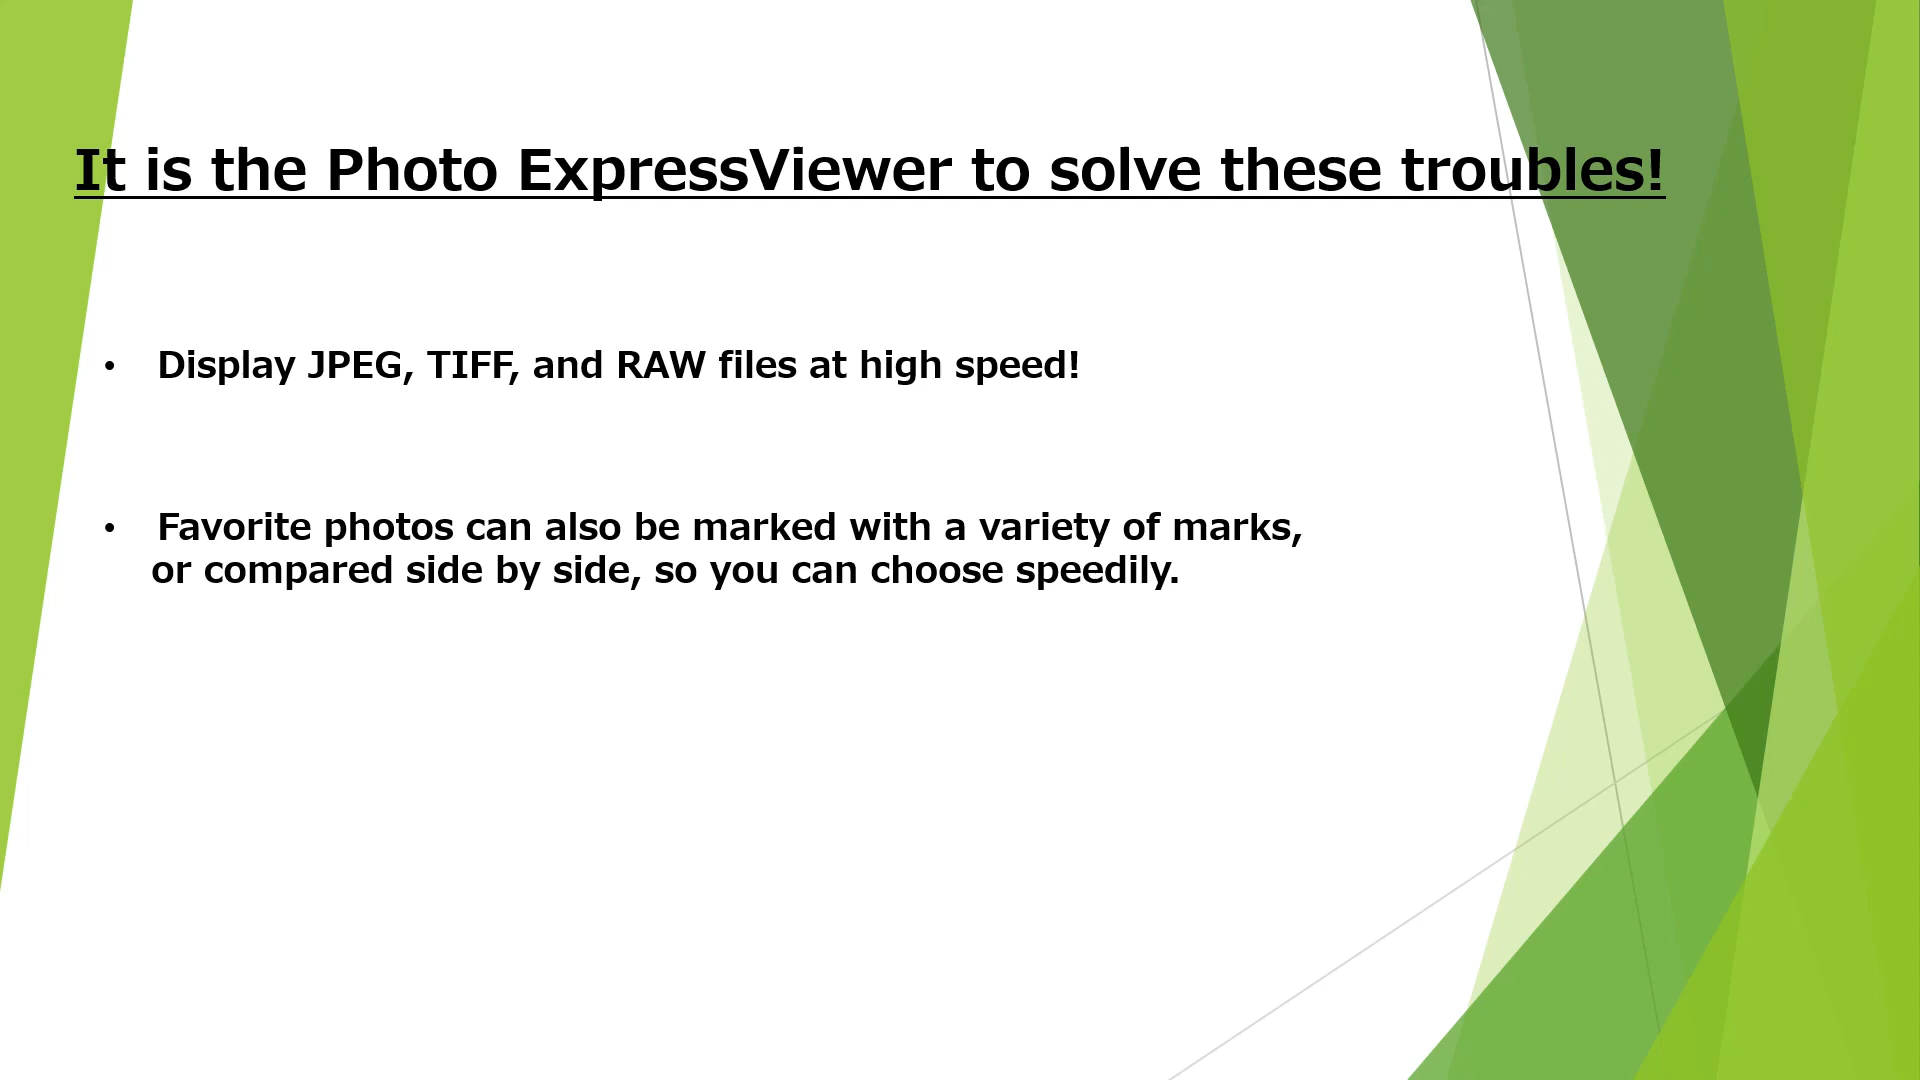 It is the Photo ExpressViewer to solve these troubles!
• Display JPEG, TIFF, and RAW files at high speed!
• Favorite photos can also be marked with a variety of marks,
or compared side by side, so you can choose speedily.